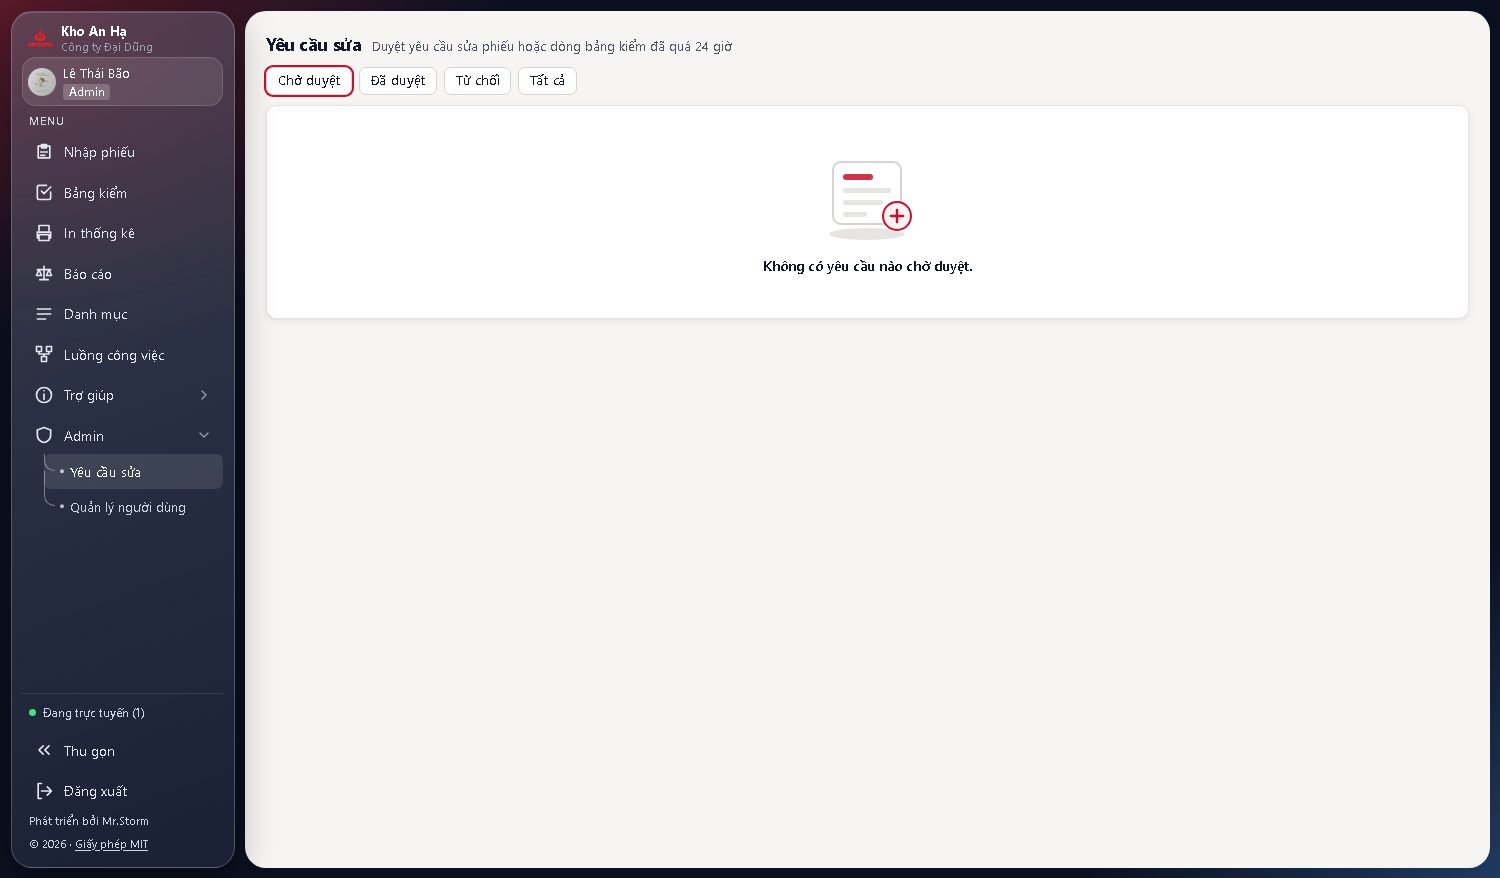 Kho An Hạ
Công ty Đại Dũng
Lê Thái Bão
Admin
MENU
Nhập phiếu
Bảng kiểm
In thống kê
Báo cáo
Danh mục
Luồng công việc
Trợ giúp
Admin
Yêu cầu sửa
Quản lý người dùng
Đang trực tuyến (1)
Thu gọn
Đăng xuất
Phát triển bởi Mr.Storm
© 2026 · Giấy phép MIT
Yêu cầu sửa Duyệt yêu cầu sửa phiếu hoặc dòng bảng kiểm đã quá 24 giờ
Chờ duyệt Đã duyệt Từ chối Tất cả
Không có yêu cầu nào chờ duyệt.